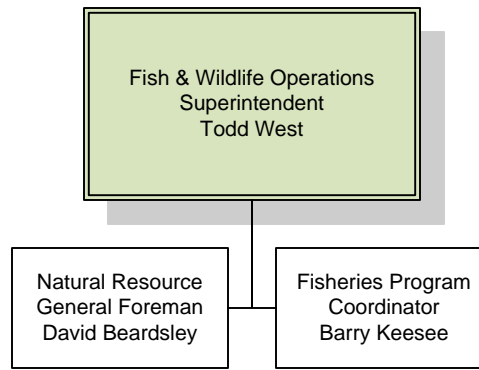 Fish & Wildlife Operations
Superintendent
Todd West
Natural Resource
General Foreman
David Beardsley
Fisheries Program
Coordinator
Barry Keesee